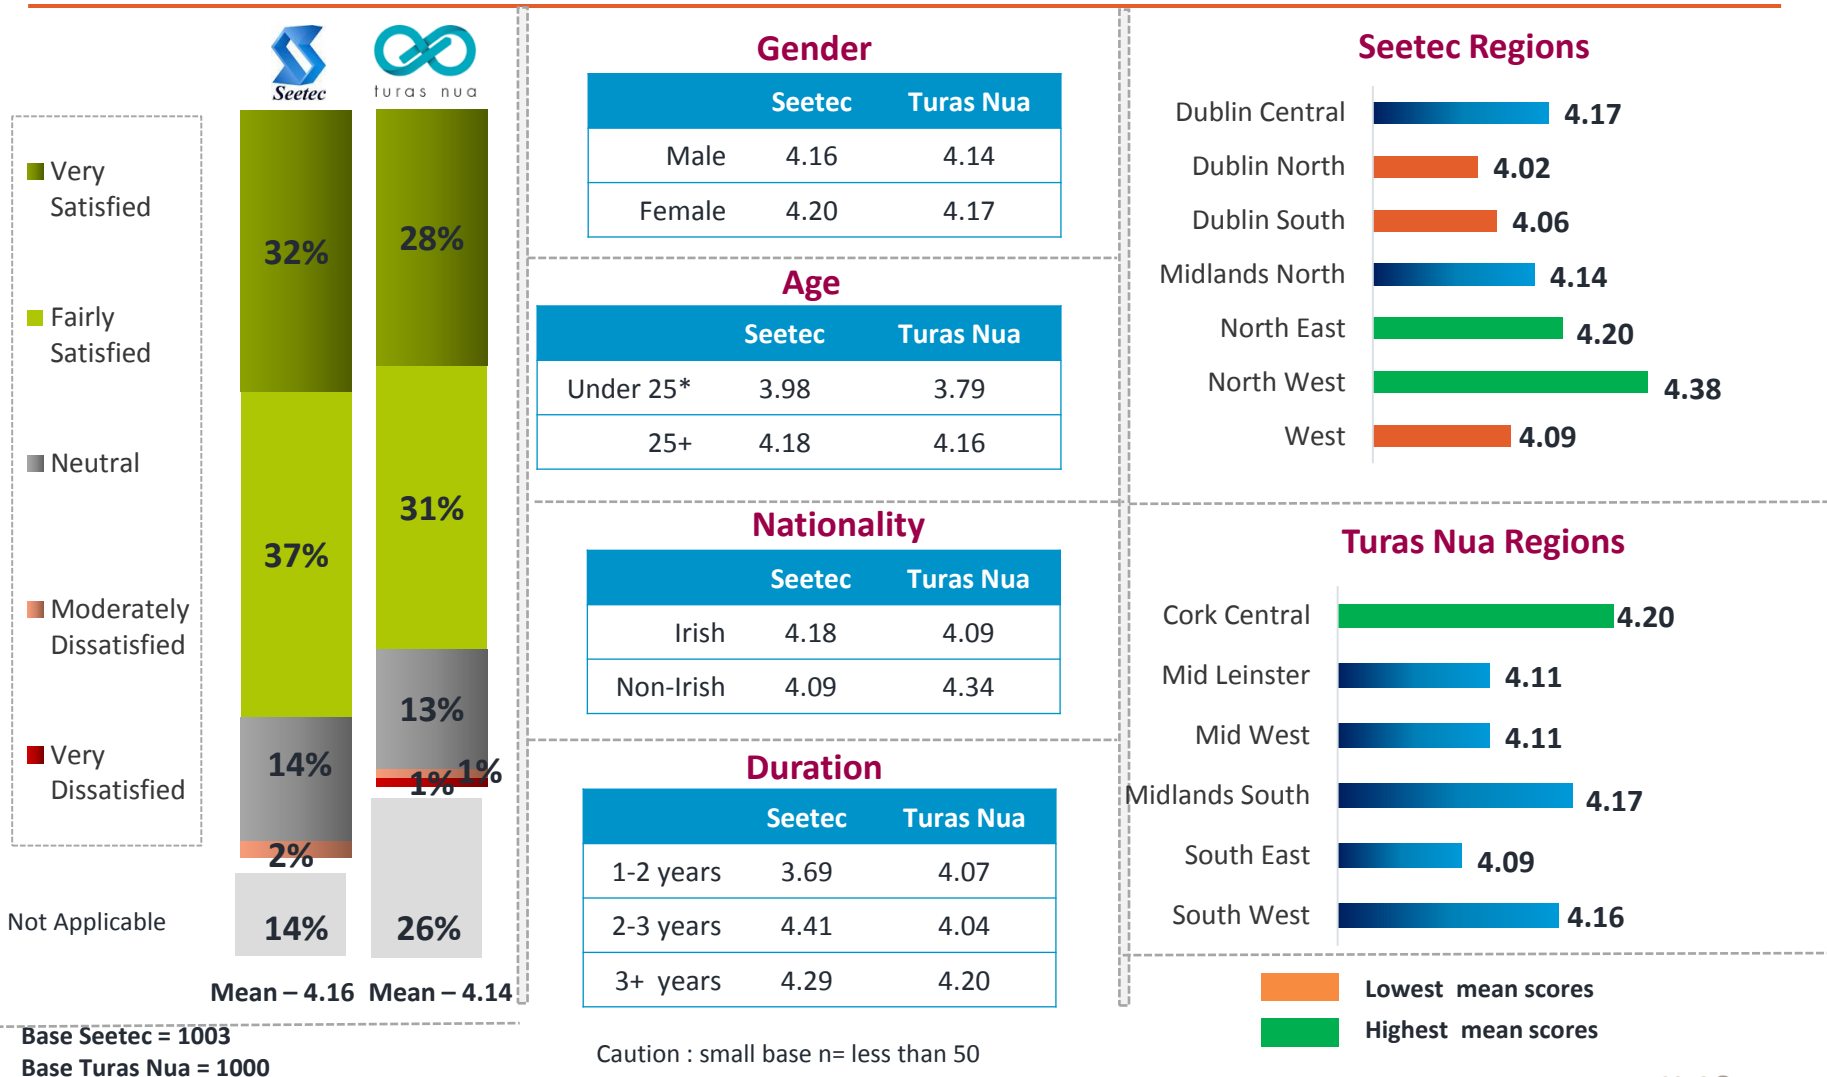 Seetec
turas nua
Very
Satisfied
Fairly
Satisfied
Neutral
Moderately
Dissatisfied
Very
Dissatisfied
Not Applicable
32%
37%
14%
2%
14%
28%
31%
13%
1%
1%
26%
Mean – 4.16
Mean – 4.14
Base Seetec = 1003
Base Turas Nua = 1000
Gender
Seetec Turas Nua
Male 4.16 4.14
Female 4.20 4.17
Age
Seetec Turas Nua
Under 25* 3.98 3.79
25+ 4.18 4.16
Nationality
Seetec Turas Nua
Irish 4.18 4.09
Non-Irish 4.09 4.34
Duration
Seetec Turas Nua
1-2 years 3.69 4.07
2-3 years 4.41 4.04
3+ years 4.29 4.20
Caution : small base n= less than 50
Seetec Regions
Dublin Central 4.17
Dublin North 4.02
Dublin South 4.06
Midlands North 4.14
North East 4.20
North West 4.38
West 4.09
Turas Nua Regions
Cork Central 4.20
Mid Leinster 4.11
Mid West 4.11
Midlands South 4.17
South East 4.09
South West 4.16
Lowest mean scores
Highest mean scores